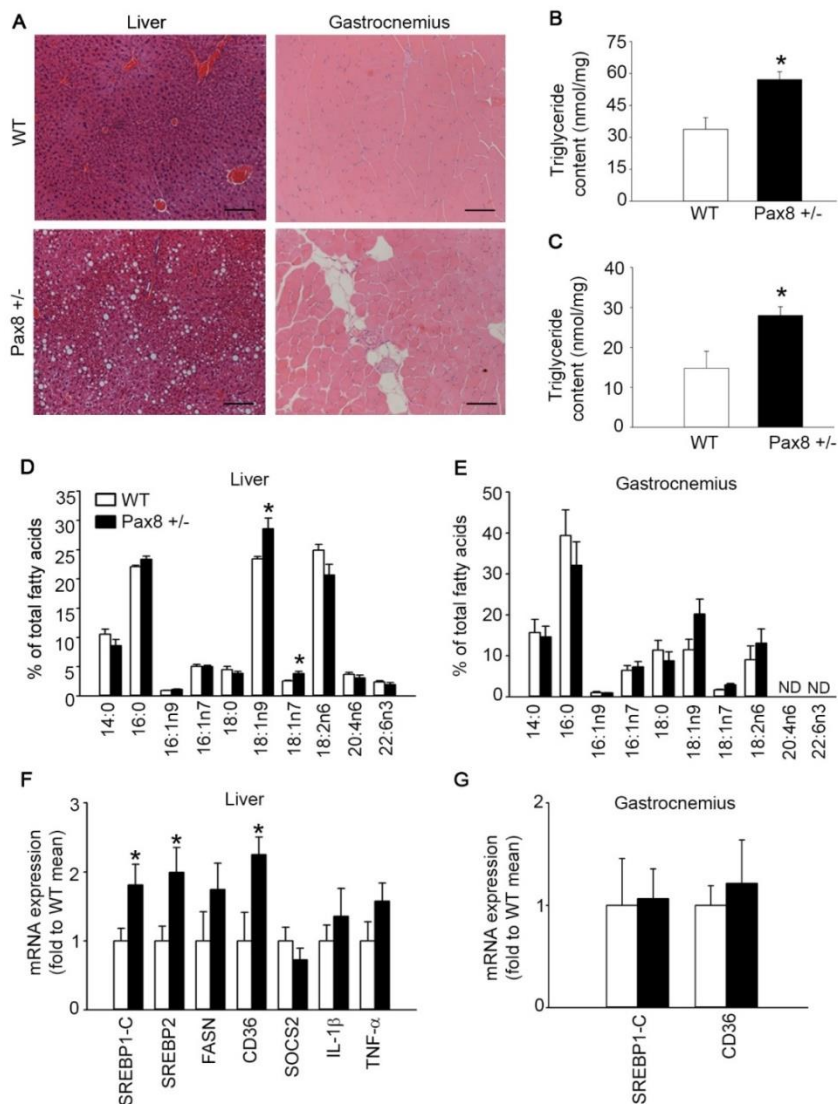 A
Liver
Gastrocnemius
WT
Pax8 +/-
B
Triglyceride
content (nmol/mg)
75
60
45
30
15
0
*
WT
Pax8 +/-
C
Triglyceride
content (nmol/mg)
40
30
20
10
0
*
WT
Pax8 +/-
D
Liver
WT
Pax8 +/-
% of total fatty acids
35
25
20
15
10
5
0
*
*
14:0
16:0
16:1n9
16:1n7
18:0
18:1n9
18:1n7
18:2n6
20:4n6
22:6n3
E
Gastrocnemius
% of total fatty acids
50
40
30
20
10
0
ND ND
14:0
16:0
16:1n9
16:1n7
18:0
18:1n9
18:1n7
18:2n6
20:4n6
22:6n3
F
Liver
mRNA expression
(fold to WT mean)
3
2
1
0
*
*
*
SREBP1-C
SREBP2
FASN
CD36
SOCS2
IL-1β
TNF-α
G
Gastrocnemius
mRNA expression
(fold to WT mean)
2
1
0
SREBP1-C
CD36